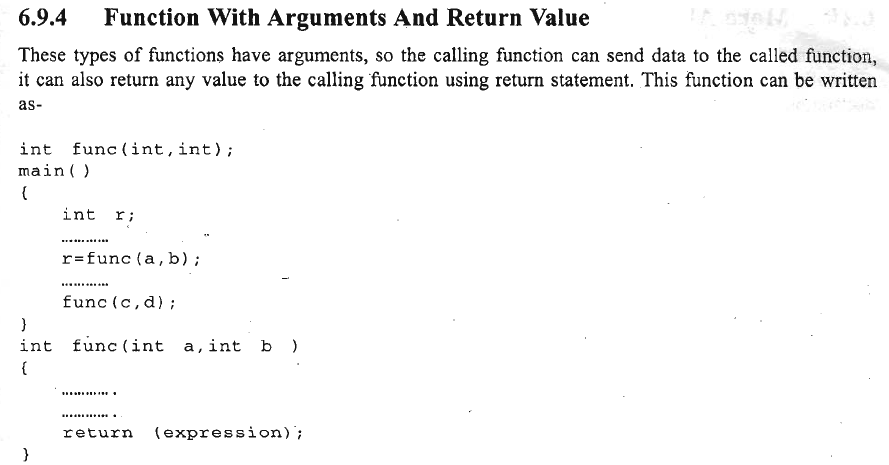 6.9.4 Function With Arguments And Return Value
These types of functions have arguments, so the calling function can send data to the called function,
it can also return any value to the calling function using return statement. This function can be written
as-
int func(int,int);
main( )
{
int r;
............
r=func(a,b);
............
func(c,d);
}
int func(int a,int b )
{
............. .
............. .
return (expression);
}